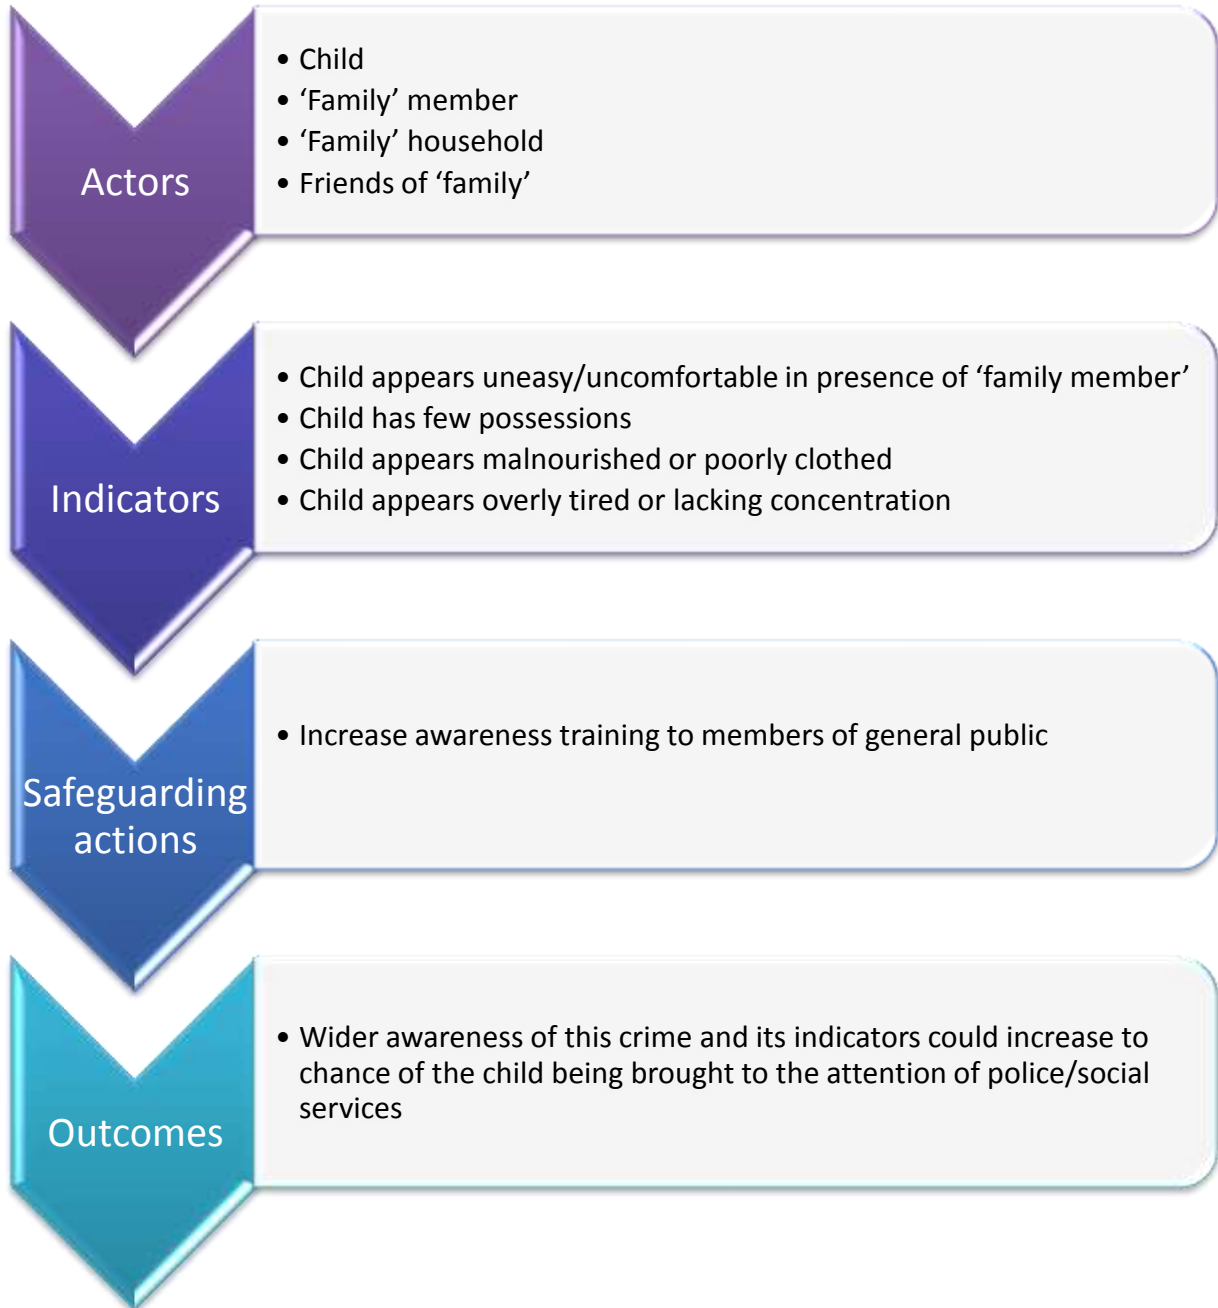 Actors
• Child
• ‘Family’ member
• ‘Family’ household
• Friends of ‘family’
Indicators
• Child appears uneasy/uncomfortable in presence of ‘family member’
• Child has few possessions
• Child appears malnourished or poorly clothed
• Child appears overly tired or lacking concentration
Safeguarding
actions
• Increase awareness training to members of general public
Outcomes
• Wider awareness of this crime and its indicators could increase to
chance of the child being brought to the attention of police/social
services